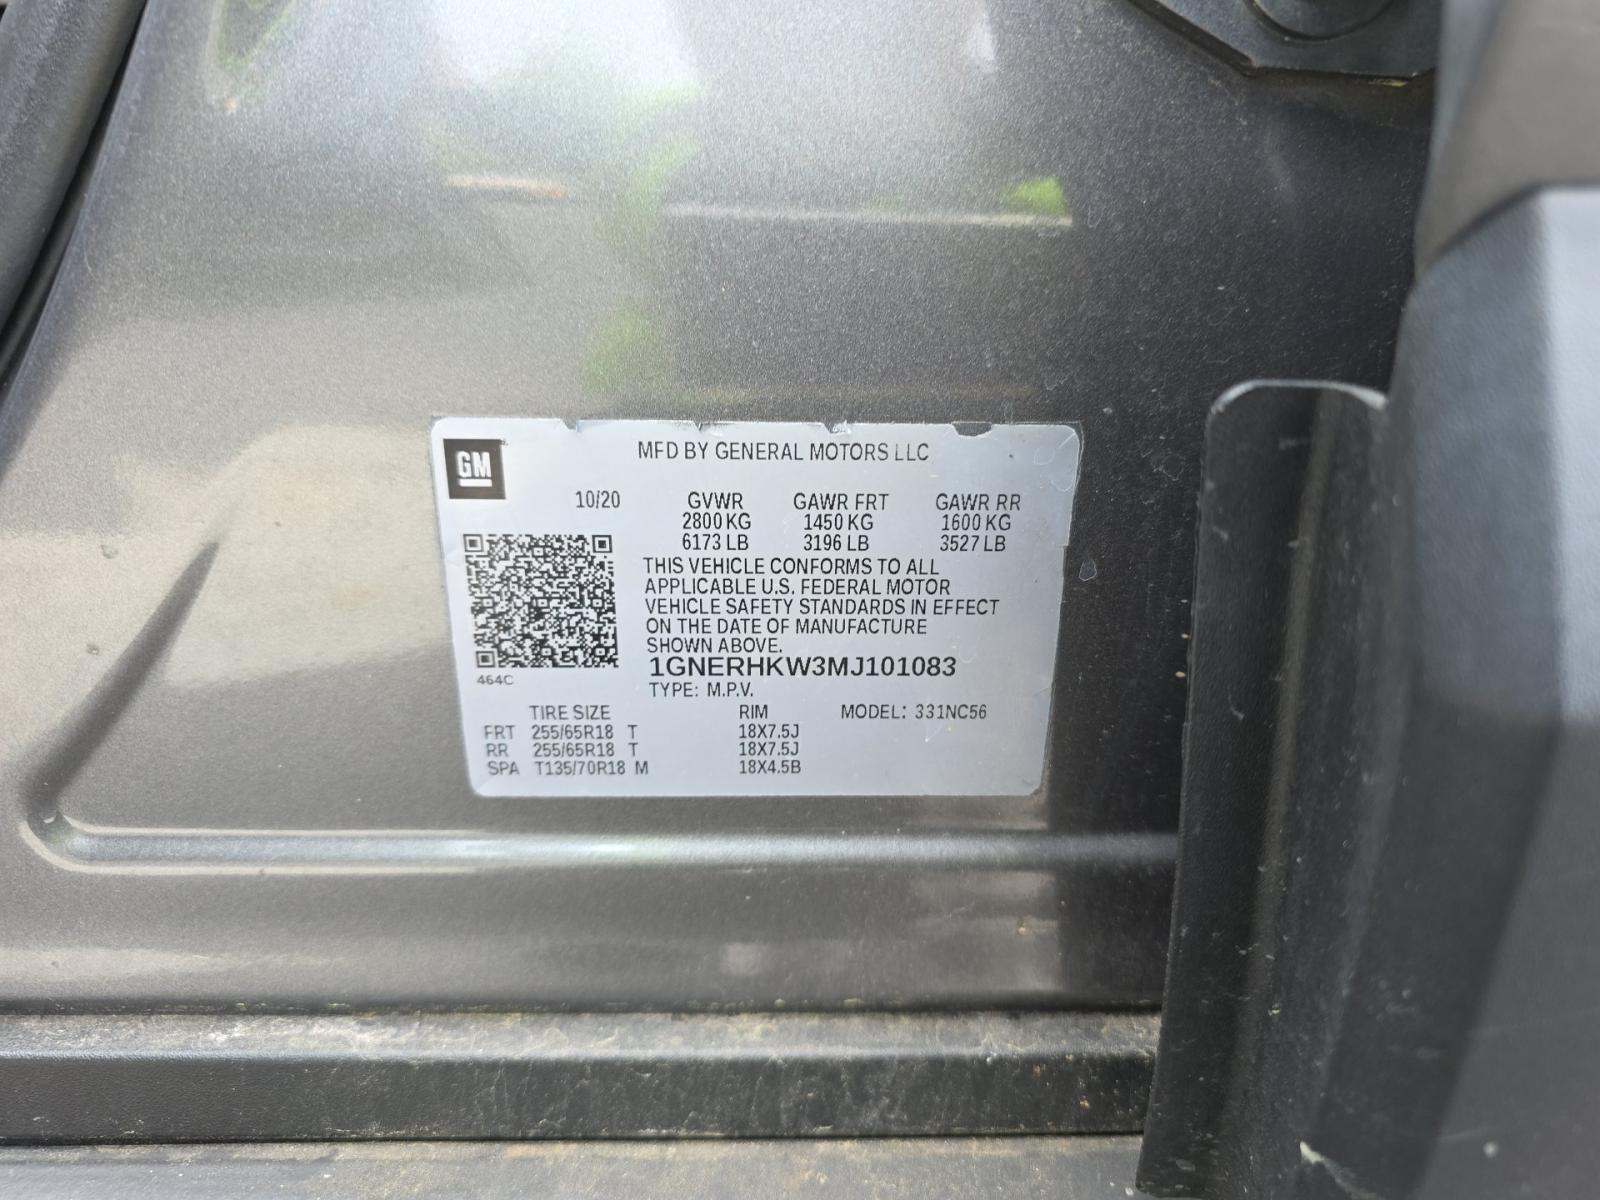 GM
MFD BY GENERAL MOTORS LLC
10/20 GVWR GAWR FRT GAWR RR
2800 KG 1450 KG 1600 KG
6173 LB 3196 LB 3527 LB
THIS VEHICLE CONFORMS TO ALL
APPLICABLE U.S. FEDERAL MOTOR
VEHICLE SAFETY STANDARDS IN EFFECT
ON THE DATE OF MANUFACTURE
SHOWN ABOVE.
1GNERHKW3MJ101083
464C
TYPE: M.P.V.
TIRE SIZE RIM MODEL: 331NC56
FRT 255/65R18 T 18X7.5J
RR 255/65R18 T 18X7.5J
SPA T135/70R18 M 18X4.5B